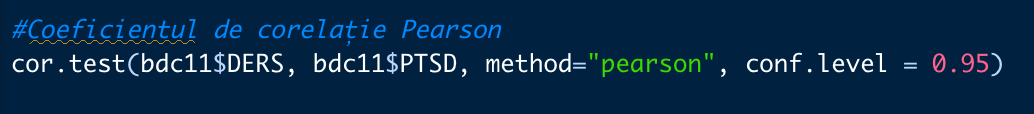 #Coeficientul de corelație Pearson
cor.test(bdc11$DERS, bdc11$PTSD, method="pearson", conf.level = 0.95)